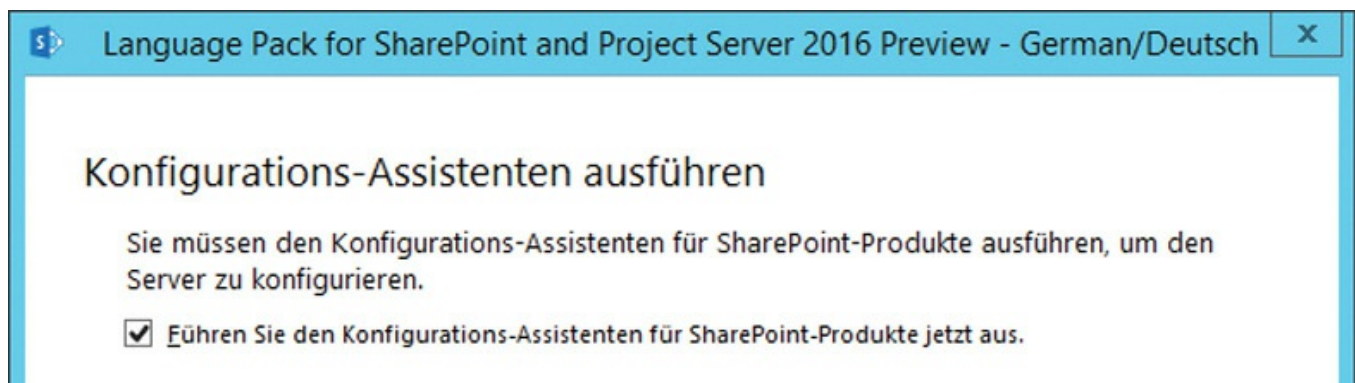 Language Pack for SharePoint and Project Server 2016 Preview - German/Deutsch
Konfigurations-Assistenten ausführen
Sie müssen den Konfigurations-Assistenten für SharePoint-Produkte ausführen, um den
Server zu konfigurieren.
Führen Sie den Konfigurations-Assistenten für SharePoint-Produkte jetzt aus.